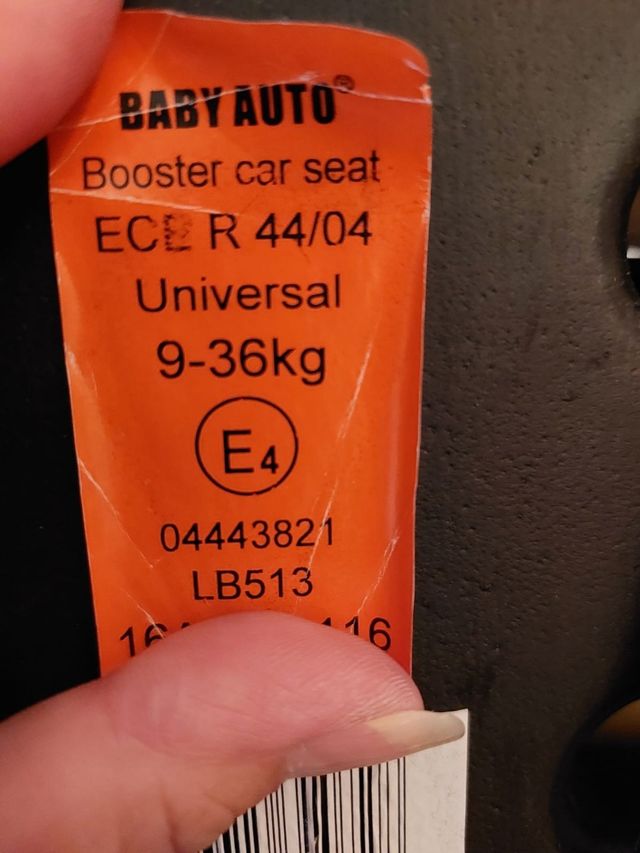 BABY AUTO®
Booster car seat
ECE R 44/04
Universal
9-36kg
E4
04443821
LB513